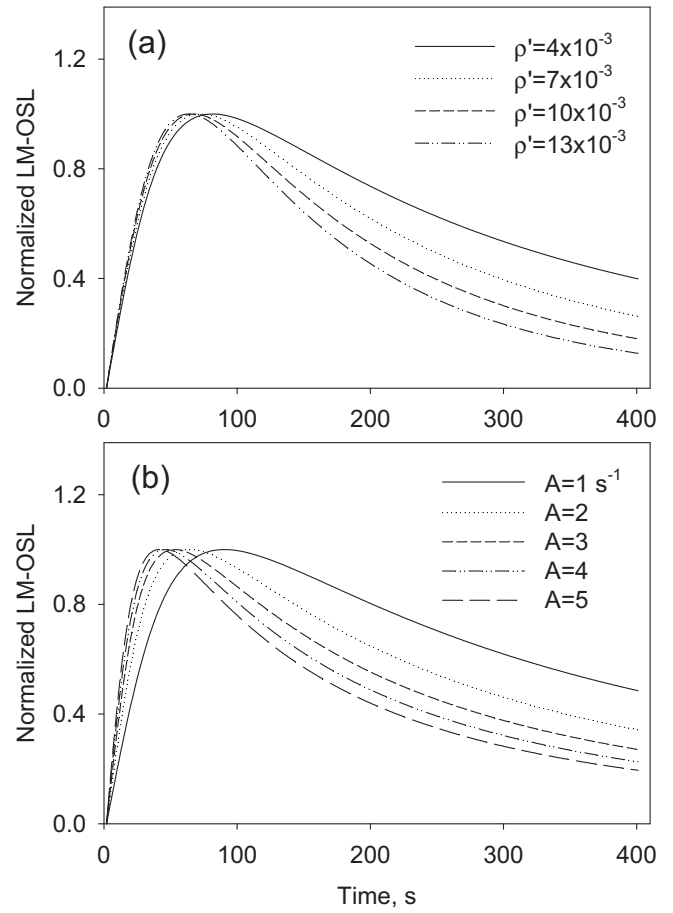 (a)
ρ'=4x10⁻³
ρ'=7x10⁻³
ρ'=10x10⁻³
ρ'=13x10⁻³
Normalized LM-OSL
1.2
0.8
0.4
0.0
0 100 200 300 400
(b)
A=1 s⁻¹
A=2
A=3
A=4
A=5
Normalized LM-OSL
1.2
0.8
0.4
0.0
0 100 200 300 400
Time, s